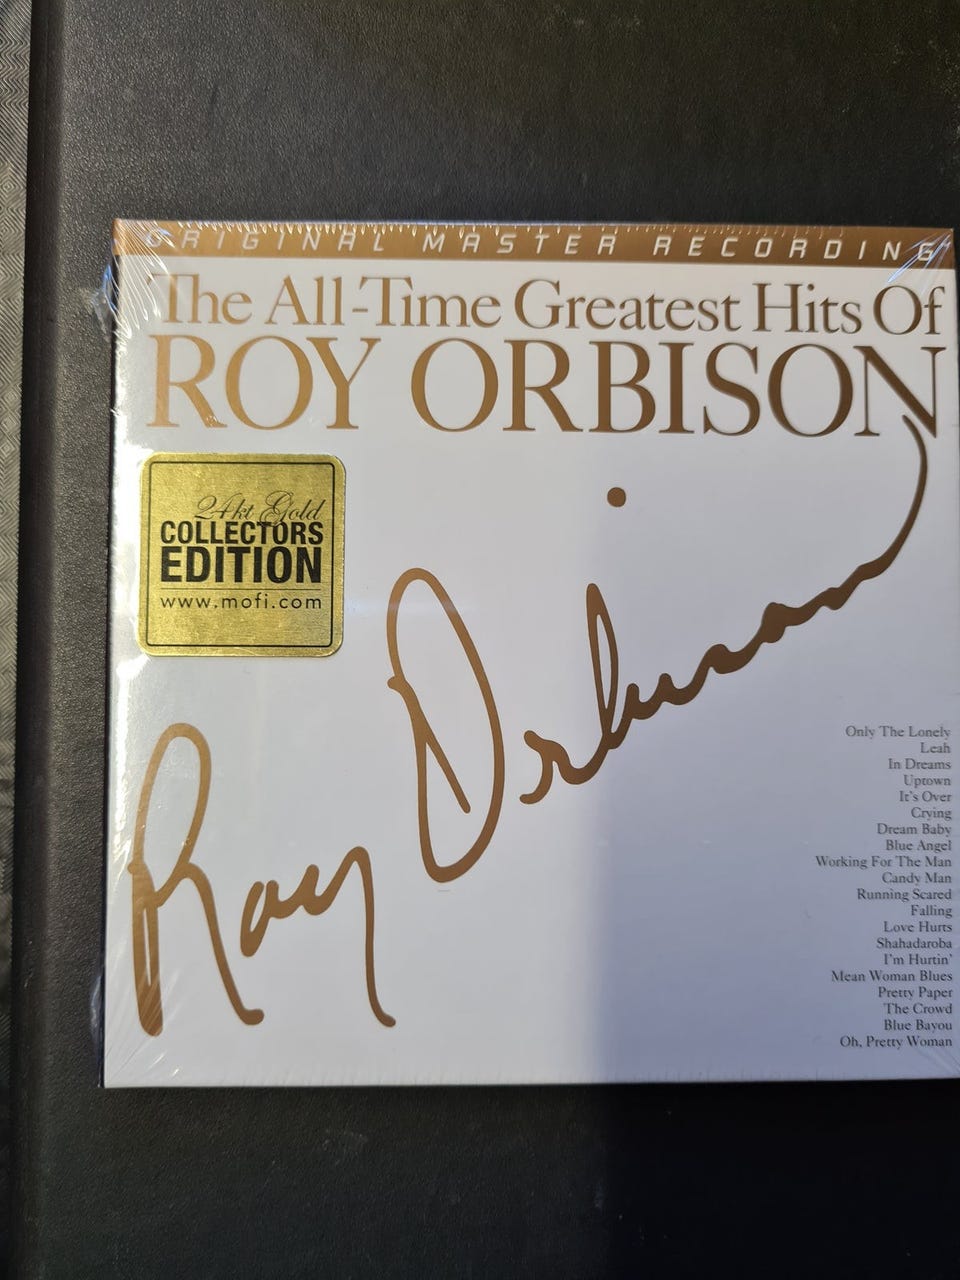 ORIGINAL MASTER RECORDING
The All-Time Greatest Hits Of
ROY ORBISON
24kt Gold
COLLECTORS
EDITION
www.mofi.com
Roy Orbison
Only The Lonely
Leah
In Dreams
Uptown
It's Over
Crying
Dream Baby
Blue Angel
Working For The Man
Candy Man
Running Scared
Falling
Love Hurts
Shahadaroba
I'm Hurtin'
Mean Woman Blues
Pretty Paper
The Crowd
Blue Bayou
Oh, Pretty Woman